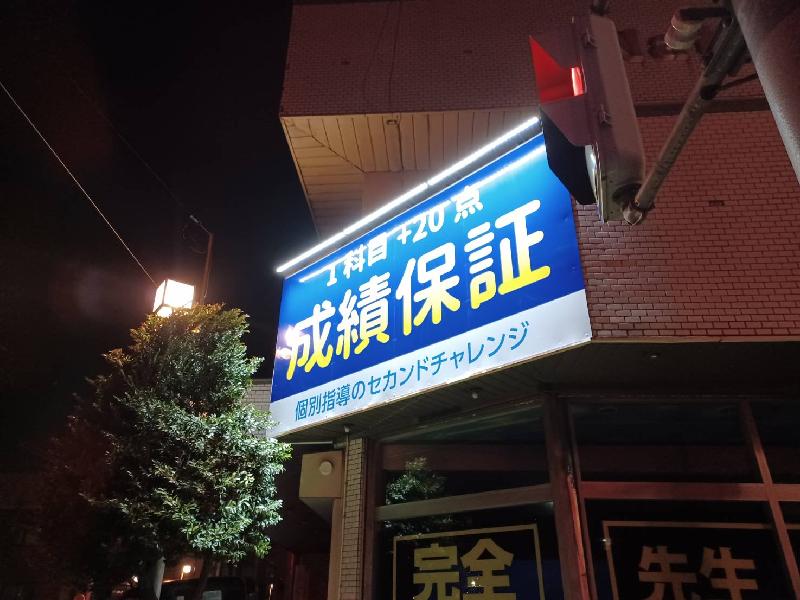 1科目+20点
成績保証
個別指導のセカンドチャレンジ
完全
先生